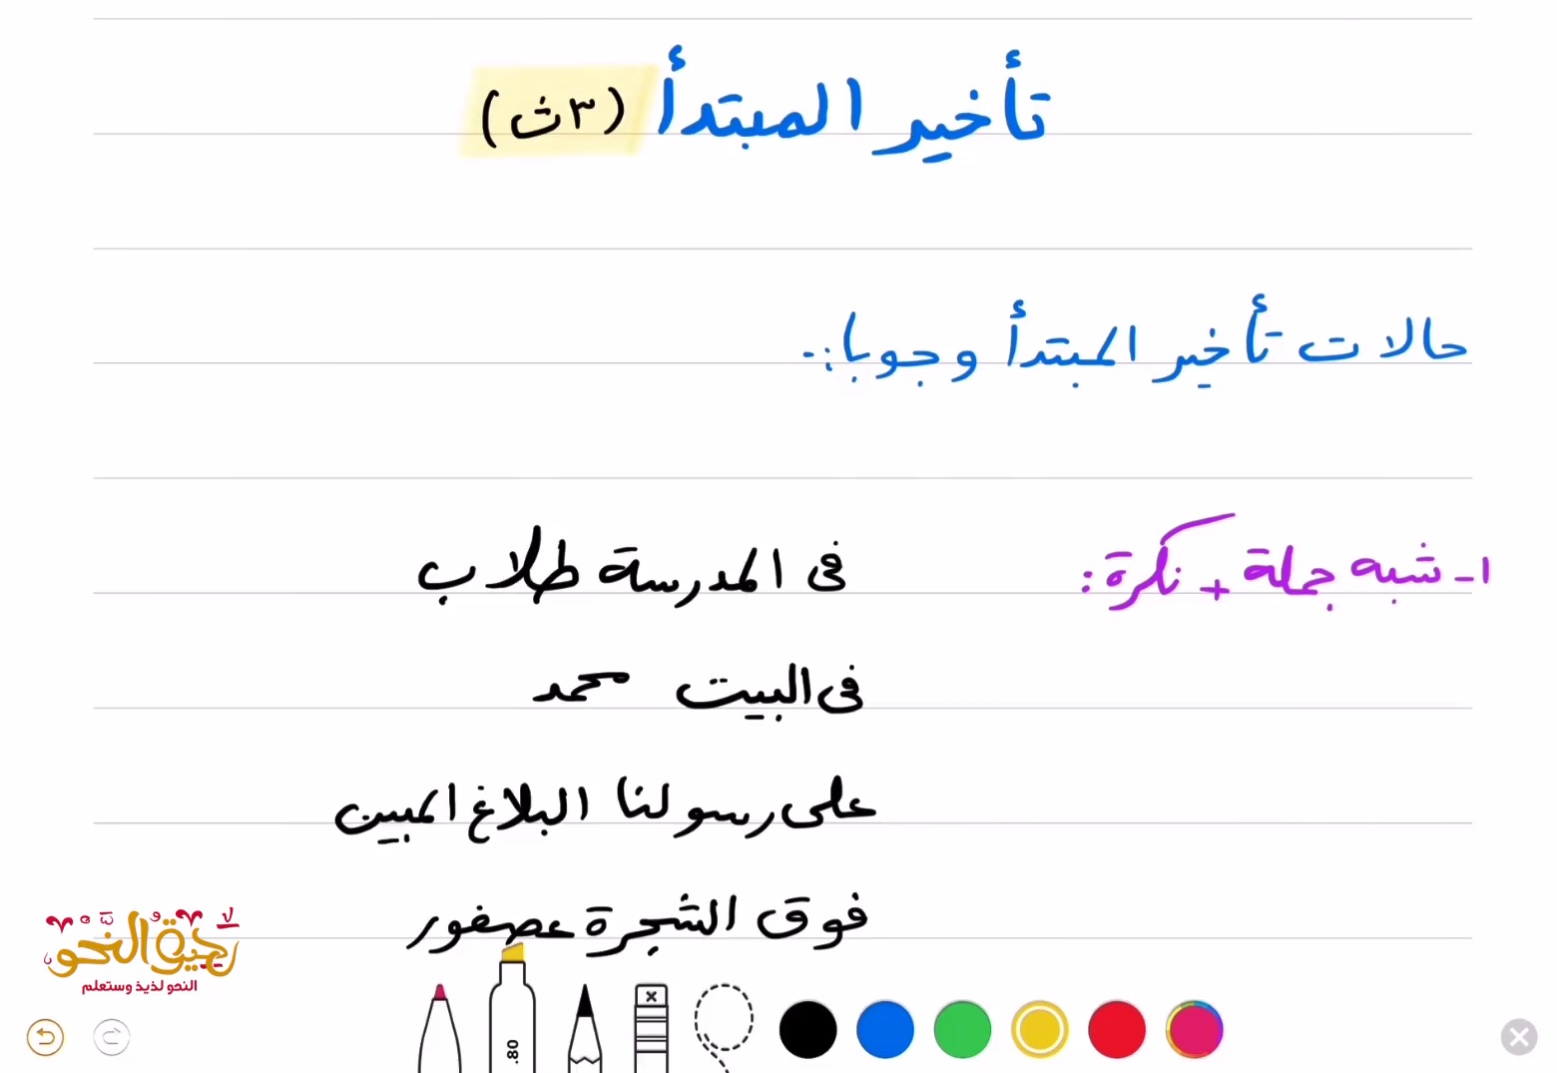 تأخير المبتدأ (٣ث)
حالات تأخير المبتدأ وجوبا:-
١- شبه جملة + نكرة: فى المدرسة طلاب
فى البيت محمد
على رسولنا البلاغ المبين
فوق الشجرة عصفور
رحيق النحو
النحو لذيذ وستعلم
.80